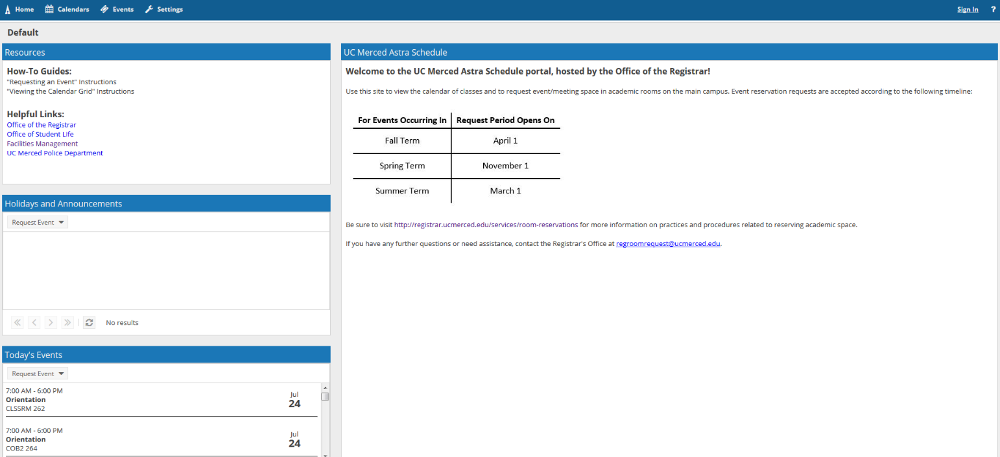 Home Calendars Events Settings Sign In ?
Default
Resources
How-To Guides:
"Requesting an Event" Instructions
"Viewing the Calendar Grid" Instructions
Helpful Links:
Office of the Registrar
Office of Student Life
Facilities Management
UC Merced Police Department
Holidays and Announcements
Request Event
No results
Today's Events
Request Event
7:00 AM - 6:00 PM
Orientation
CLSSRM 262
Jul
24
7:00 AM - 6:00 PM
Orientation
COB2 264
Jul
24
UC Merced Astra Schedule
Welcome to the UC Merced Astra Schedule portal, hosted by the Office of the Registrar!
Use this site to view the calendar of classes and to request event/meeting space in academic rooms on the main campus. Event reservation requests are accepted according to the following timeline:
For Events Occurring In Request Period Opens On
Fall Term April 1
Spring Term November 1
Summer Term March 1
Be sure to visit http://registrar.ucmerced.edu/services/room-reservations for more information on practices and procedures related to reserving academic space.
If you have any further questions or need assistance, contact the Registrar's Office at regroomrequest@ucmerced.edu.